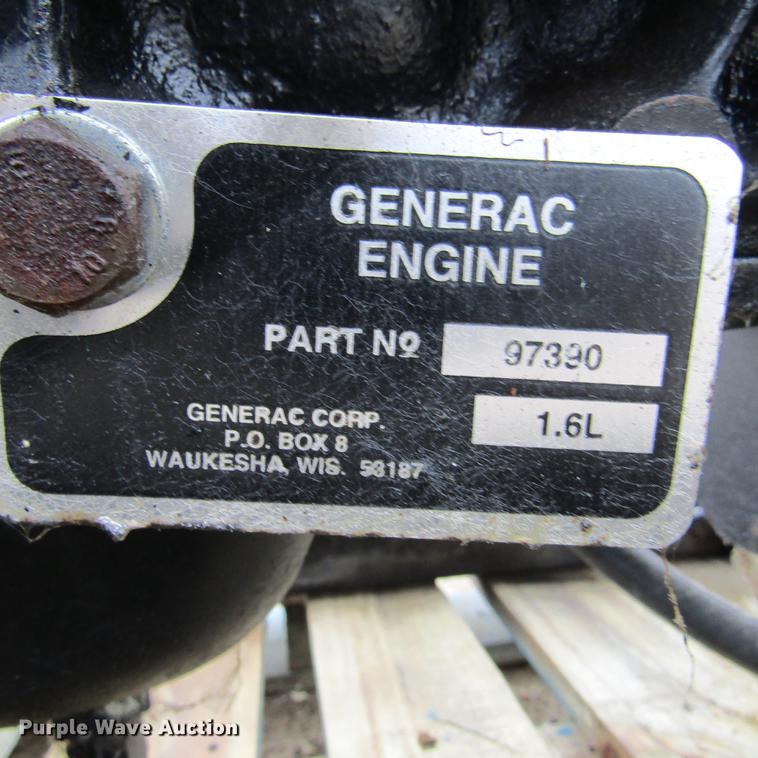 GENERAC
ENGINE
PART Nº 97390
1.6L
GENERAC CORP.
P.O. BOX 8
WAUKESHA, WIS. 53187
Purple Wave Auction